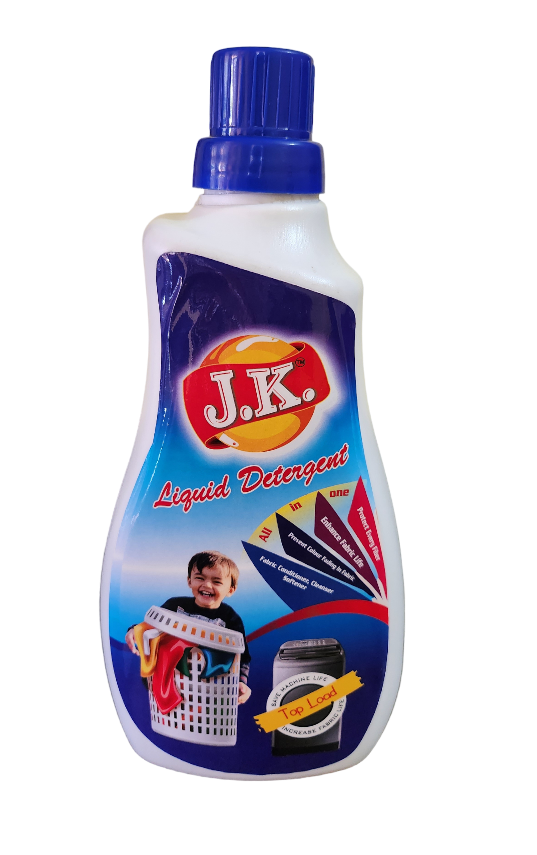 J.K.™
Liquid Detergent
All in one
Fabric Conditioner, Cleanser
Softener
Prevent Colour Fading in Fabric
Enhance Fabric Life
Protect Every Fiber
SAVE MACHINE LIFE
Top Load
INCREASE FABRIC LIFE